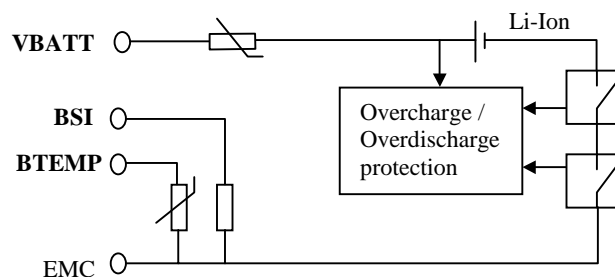 VBATT
Li-Ion
BSI
BTEMP
Overcharge /
Overdischarge
protection
EMC